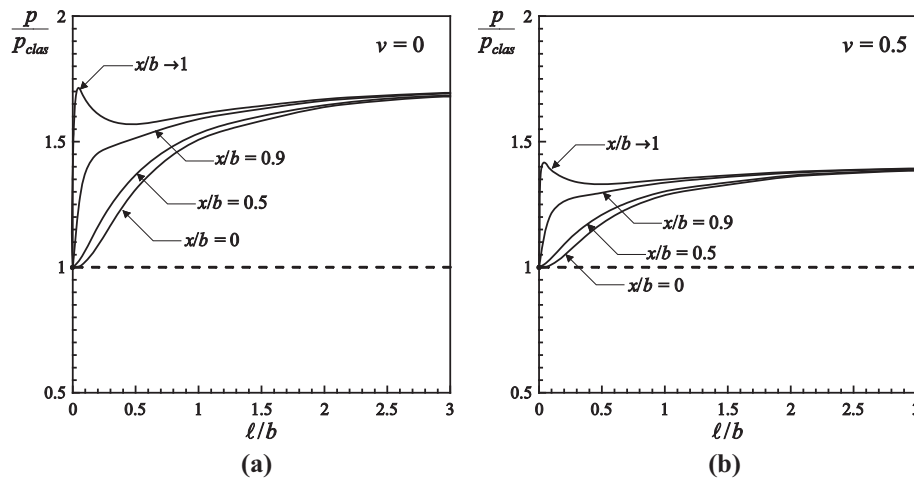 p
p_clas
2
1.5
1
0.5
ν = 0
x/b →1
x/b = 0.9
x/b = 0.5
x/b = 0
0 0.5 1 1.5 2 2.5 3
ℓ/b
(a)
p
p_clas
2
1.5
1
0.5
ν = 0.5
x/b →1
x/b = 0.9
x/b = 0.5
x/b = 0
0 0.5 1 1.5 2 2.5 3
ℓ/b
(b)